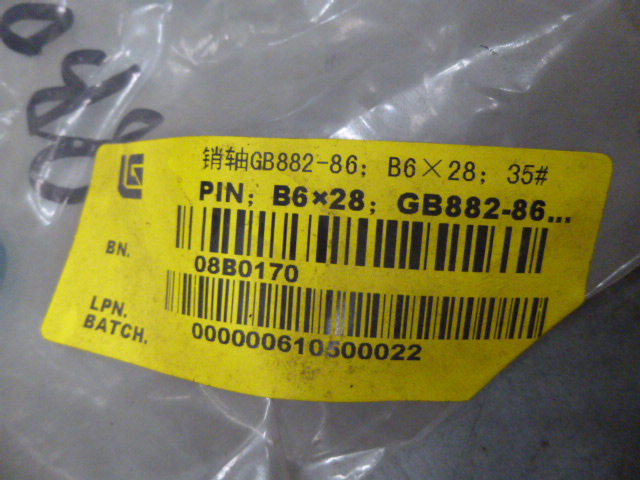 销轴GB882-86; B6×28; 35#
PIN; B6×28; GB882-86...
BN.
08B0170
LPN.
BATCH.
000000610500022